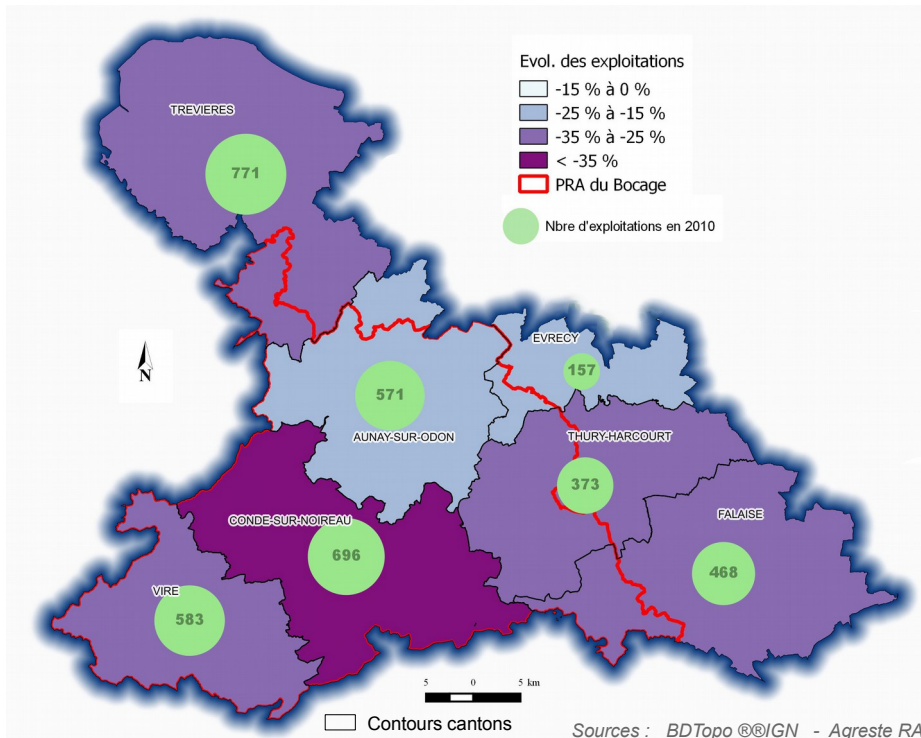 Evol. des exploitations
-15 % à 0 %
-25 % à -15 %
-35 % à -25 %
< -35 %
PRA du Bocage
Nbre d'exploitations en 2010
TREVIERES
771
N
EVRECY
157
571
AUNAY-SUR-ODON
THURY-HARCOURT
373
FALAISE
468
CONDE-SUR-NOIREAU
696
VIRE
583
5 0 5 km
Contours cantons
Sources : BDTopo ®®IGN - Agreste RA